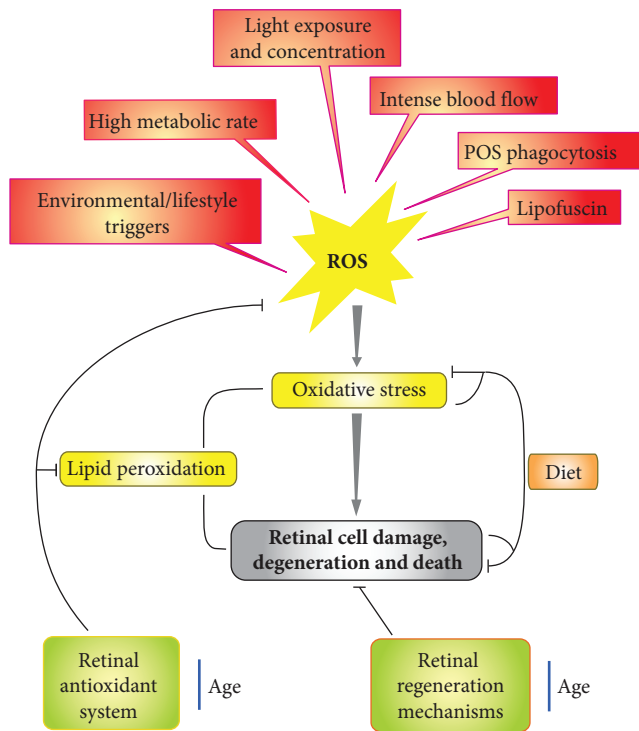 Light exposure
and concentration
Intense blood flow
High metabolic rate
POS phagocytosis
Environmental/lifestyle
triggers
Lipofuscin
ROS
Oxidative stress
Lipid peroxidation
Diet
Retinal cell damage,
degeneration and death
Retinal
antioxidant
system
Age
Retinal
regeneration
mechanisms
Age